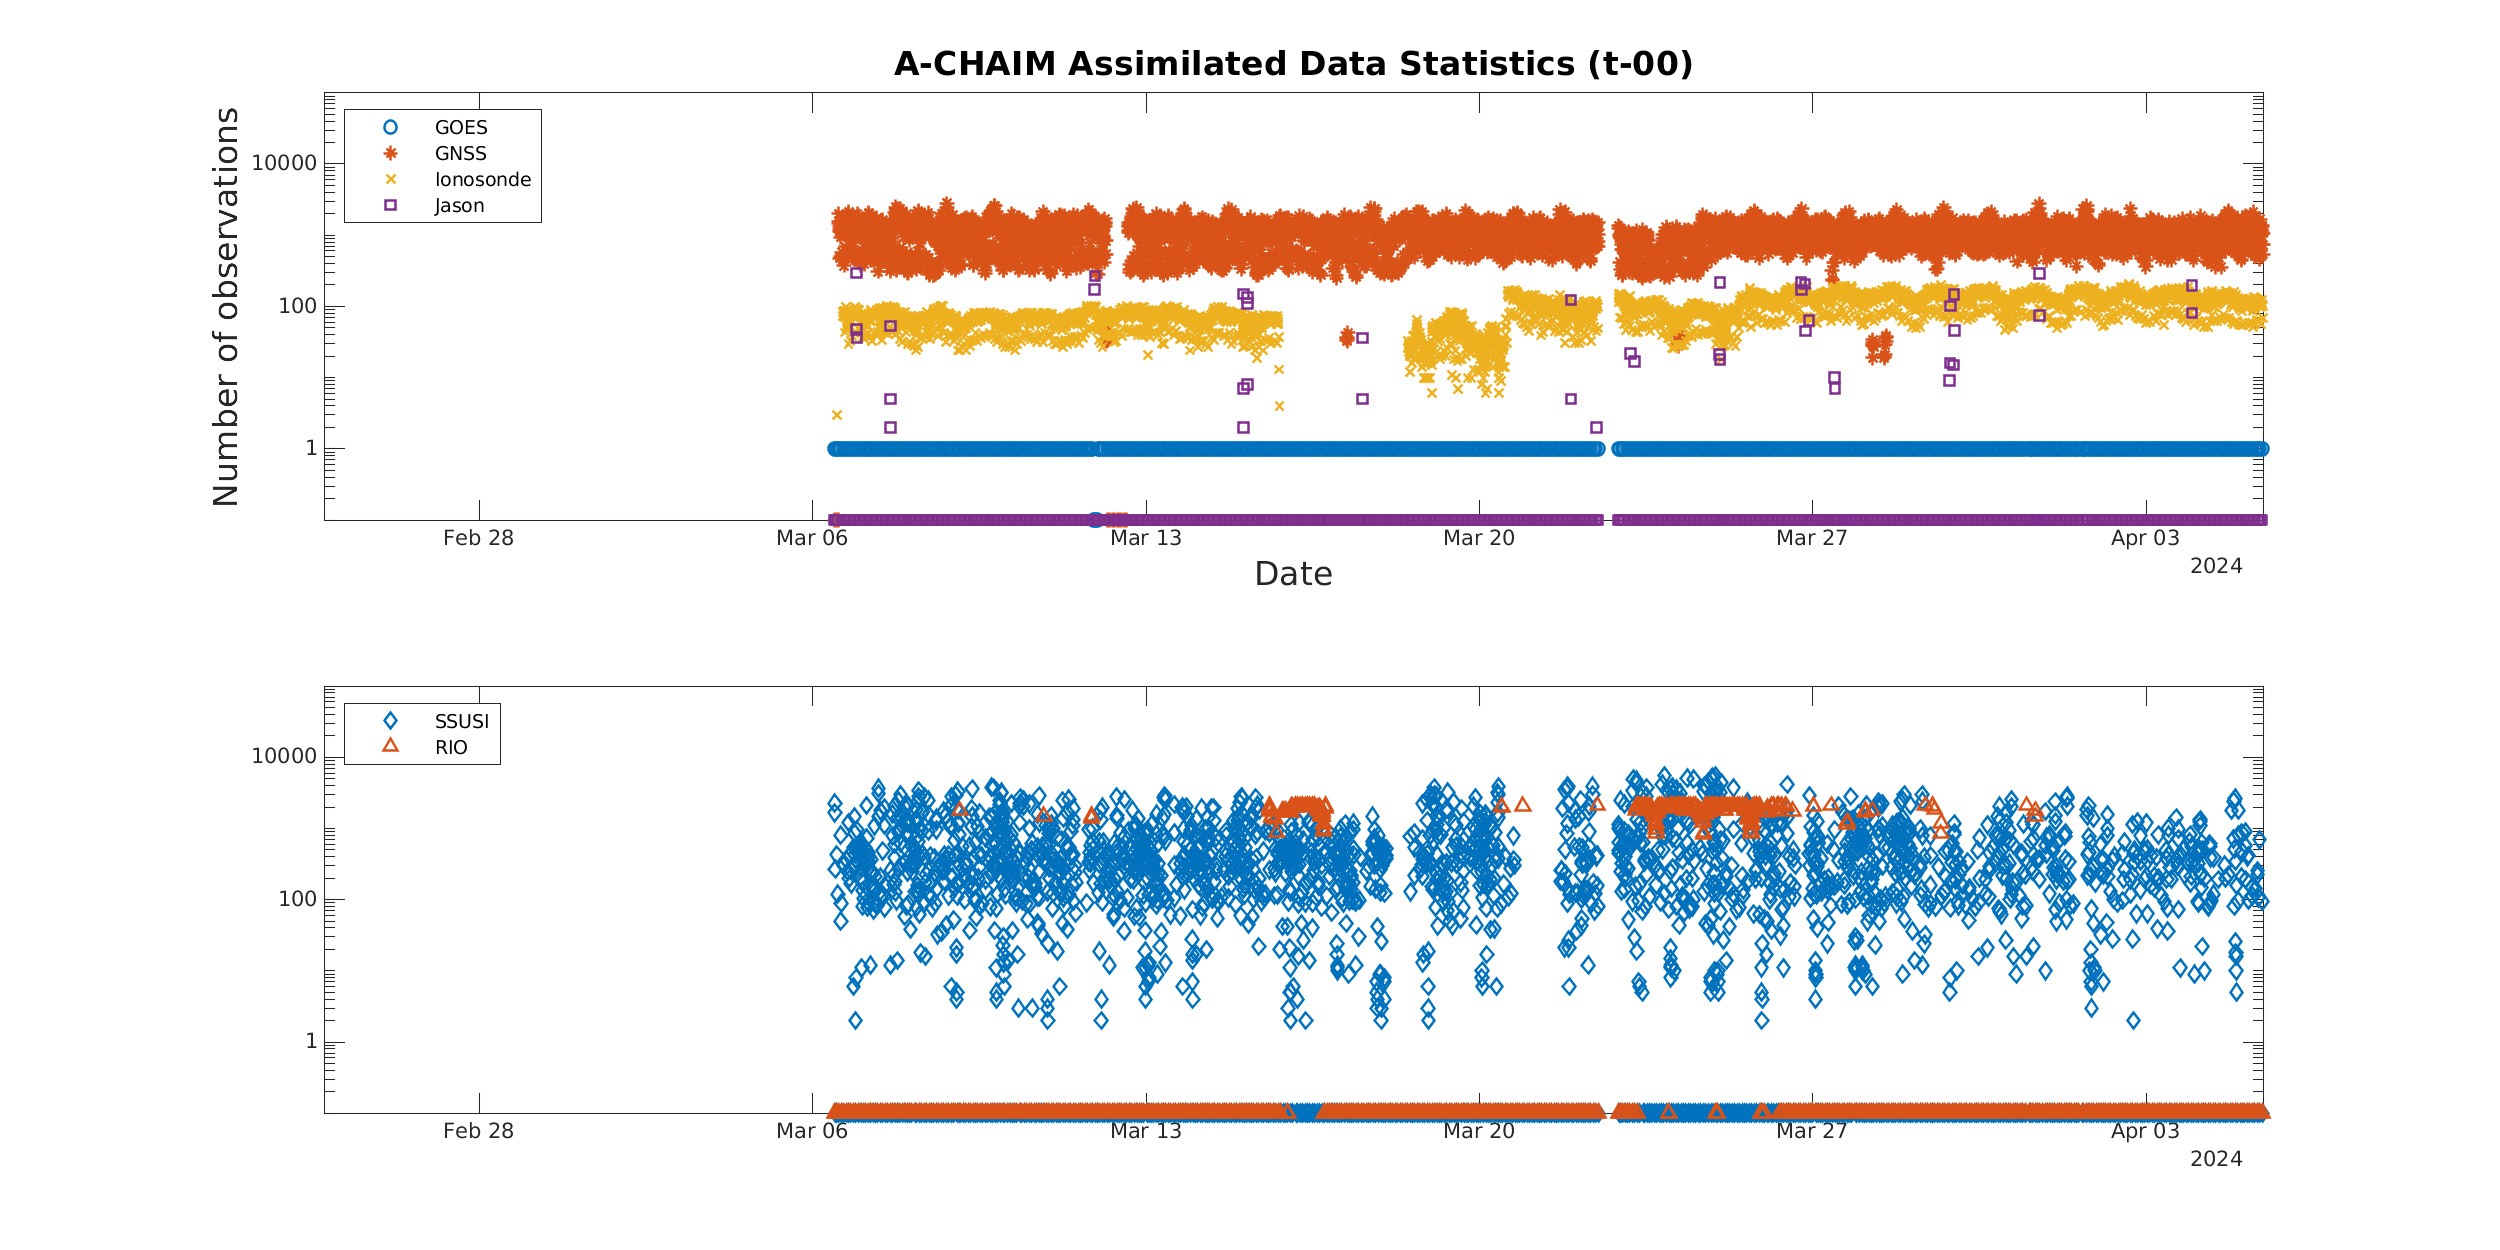 A-CHAIM Assimilated Data Statistics (t-00)
Number of observations
10000
100
1
GOES
GNSS
Ionosonde
Jason
Feb 28
Mar 06
Mar 13
Mar 20
Mar 27
Apr 03
2024
Date
10000
100
1
SSUSI
RIO
Feb 28
Mar 06
Mar 13
Mar 20
Mar 27
Apr 03
2024